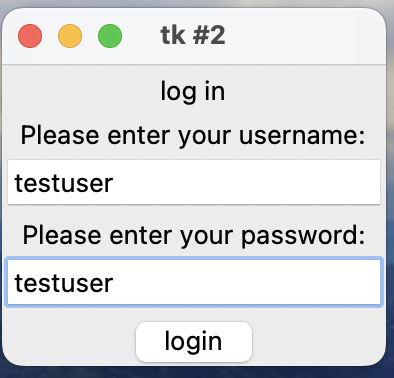 tk #2
log in
Please enter your username:
testuser
Please enter your password:
testuser
login